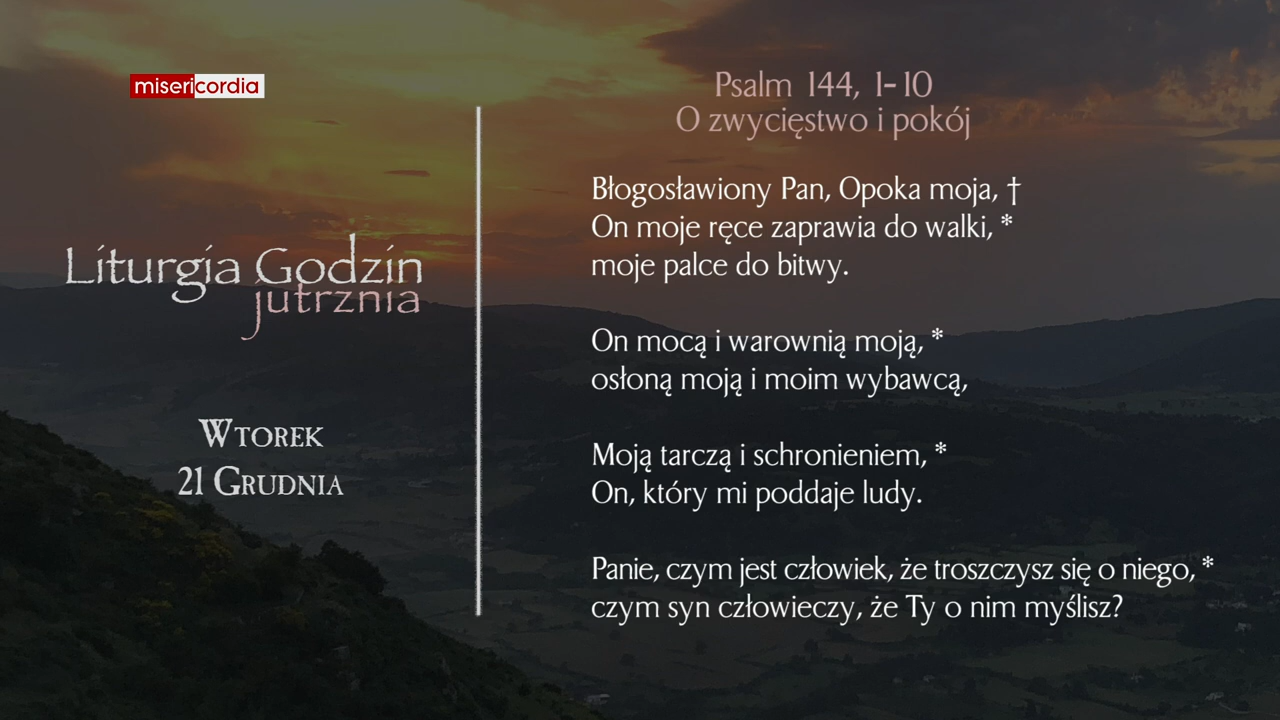 misericordia
Liturgia Godzin
jutrznia
Wtorek
21 Grudnia
Psalm 144, 1-10
O zwycięstwo i pokój
Błogosławiony Pan, Opoka moja, †
On moje ręce zaprawia do walki, *
moje palce do bitwy.
On mocą i warownią moją, *
osłoną moją i moim wybawcą,
Moją tarczą i schronieniem, *
On, który mi poddaje ludy.
Panie, czym jest człowiek, że troszczysz się o niego, *
czym syn człowieczy, że Ty o nim myślisz?